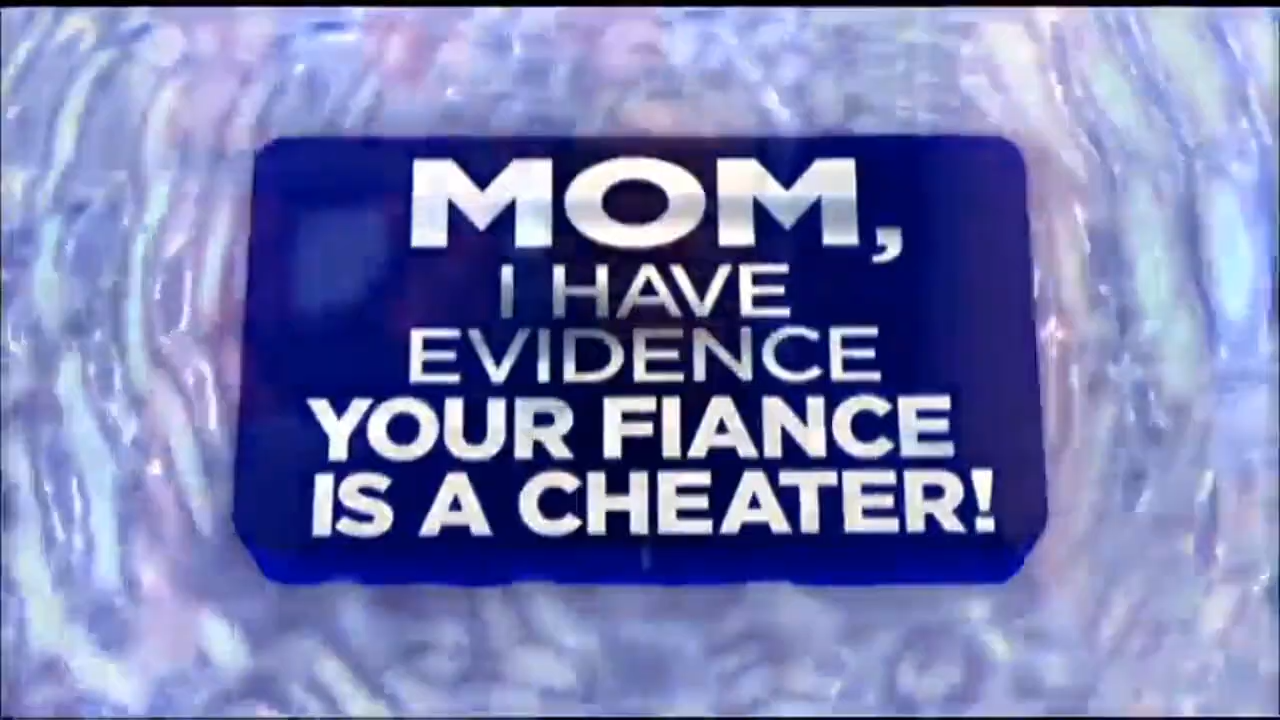 MOM,
I HAVE
EVIDENCE
YOUR FIANCE
IS A CHEATER!